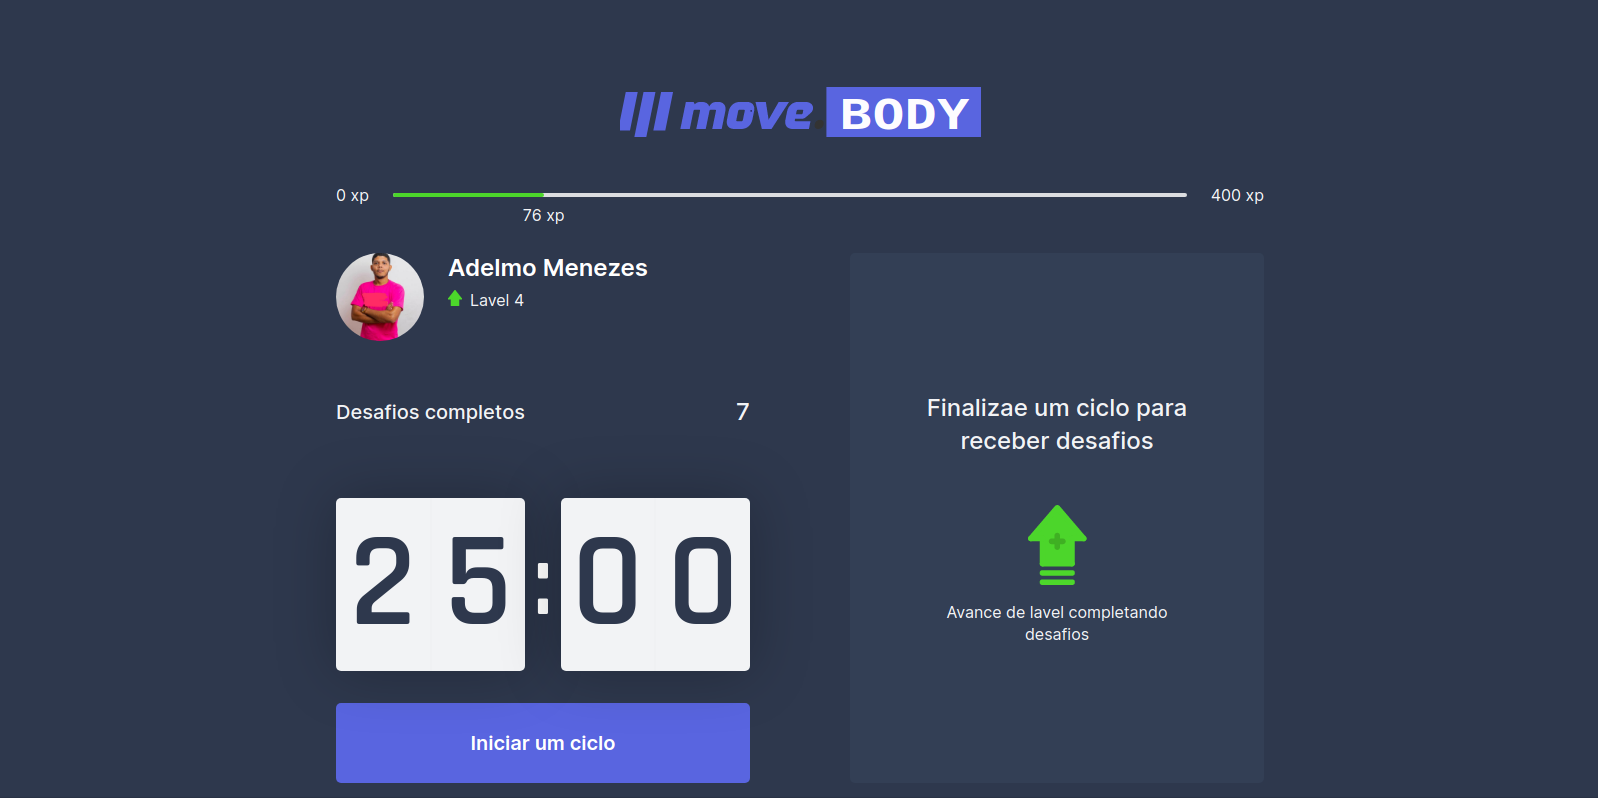 move.BODY
0 xp
400 xp
76 xp
Adelmo Menezes
Lavel 4
Desafios completos
7
25:00
Iniciar um ciclo
Finalizae um ciclo para
receber desafios
Avance de lavel completando
desafios